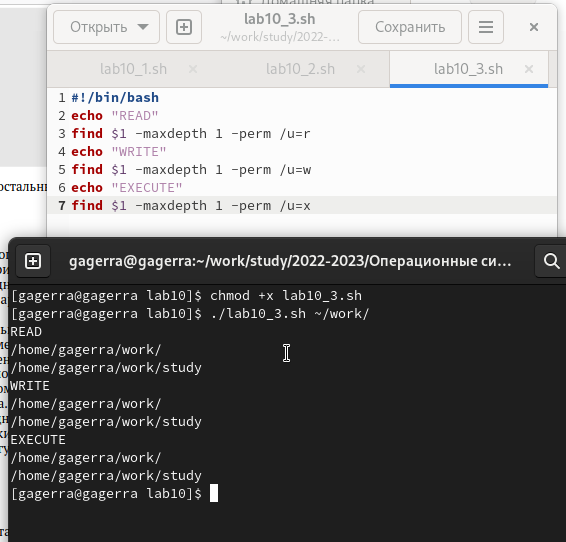 Открыть
lab10_3.sh
~/work/study/2022-...
Сохранить
lab10_1.sh
lab10_2.sh
lab10_3.sh
1 #!/bin/bash
2 echo "READ"
3 find $1 -maxdepth 1 -perm /u=r
4 echo "WRITE"
5 find $1 -maxdepth 1 -perm /u=w
6 echo "EXECUTE"
7 find $1 -maxdepth 1 -perm /u=x
gagerra@gagerra:~/work/study/2022-2023/Операционные си...
[gagerra@gagerra lab10]$ chmod +x lab10_3.sh
[gagerra@gagerra lab10]$ ./lab10_3.sh ~/work/
READ
/home/gagerra/work/
/home/gagerra/work/study
WRITE
/home/gagerra/work/
/home/gagerra/work/study
EXECUTE
/home/gagerra/work/
/home/gagerra/work/study
[gagerra@gagerra lab10]$